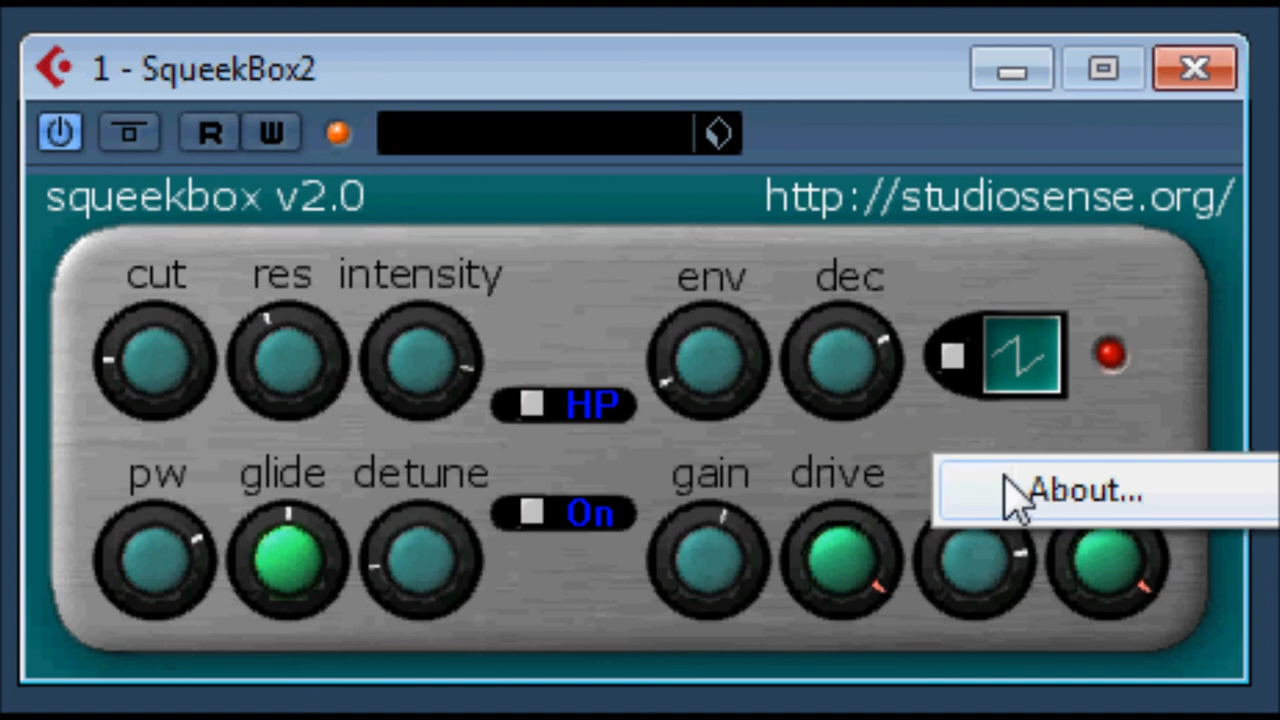 1 - SqueekBox2
R W
squeekbox v2.0 http://studiosense.org/
cut res intensity env dec
HP
pw glide detune gain drive
On
About...